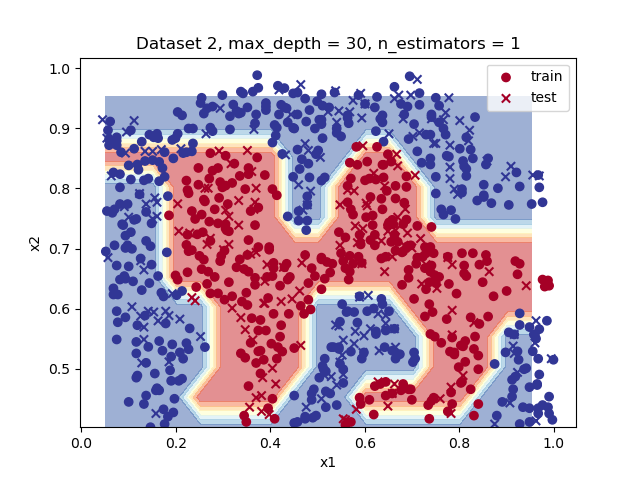 Dataset 2, max_depth = 30, n_estimators = 1
train
test
x2
1.0
0.9
0.8
0.7
0.6
0.5
0.0 0.2 0.4 0.6 0.8 1.0
x1